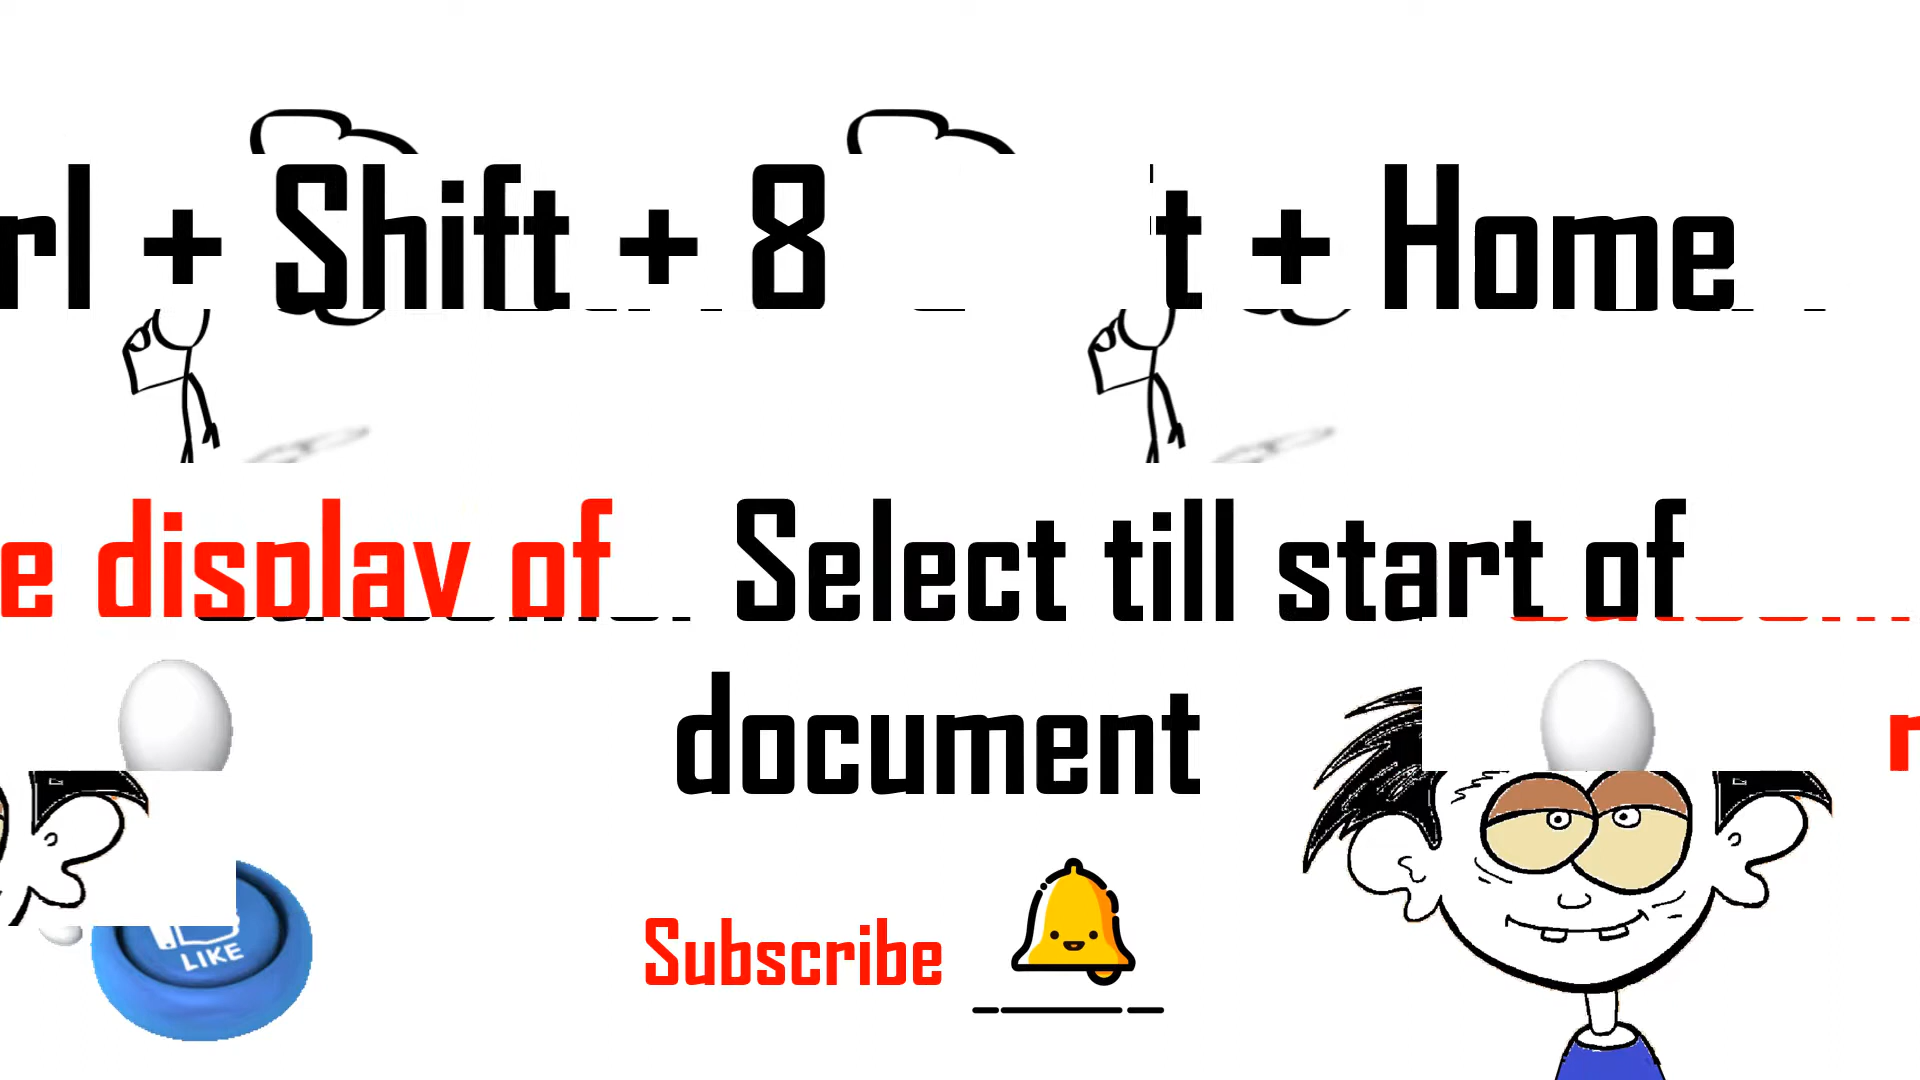 rl + Shift + 8 t + Home
e display of Select till start of
document
LIKE
Subscribe